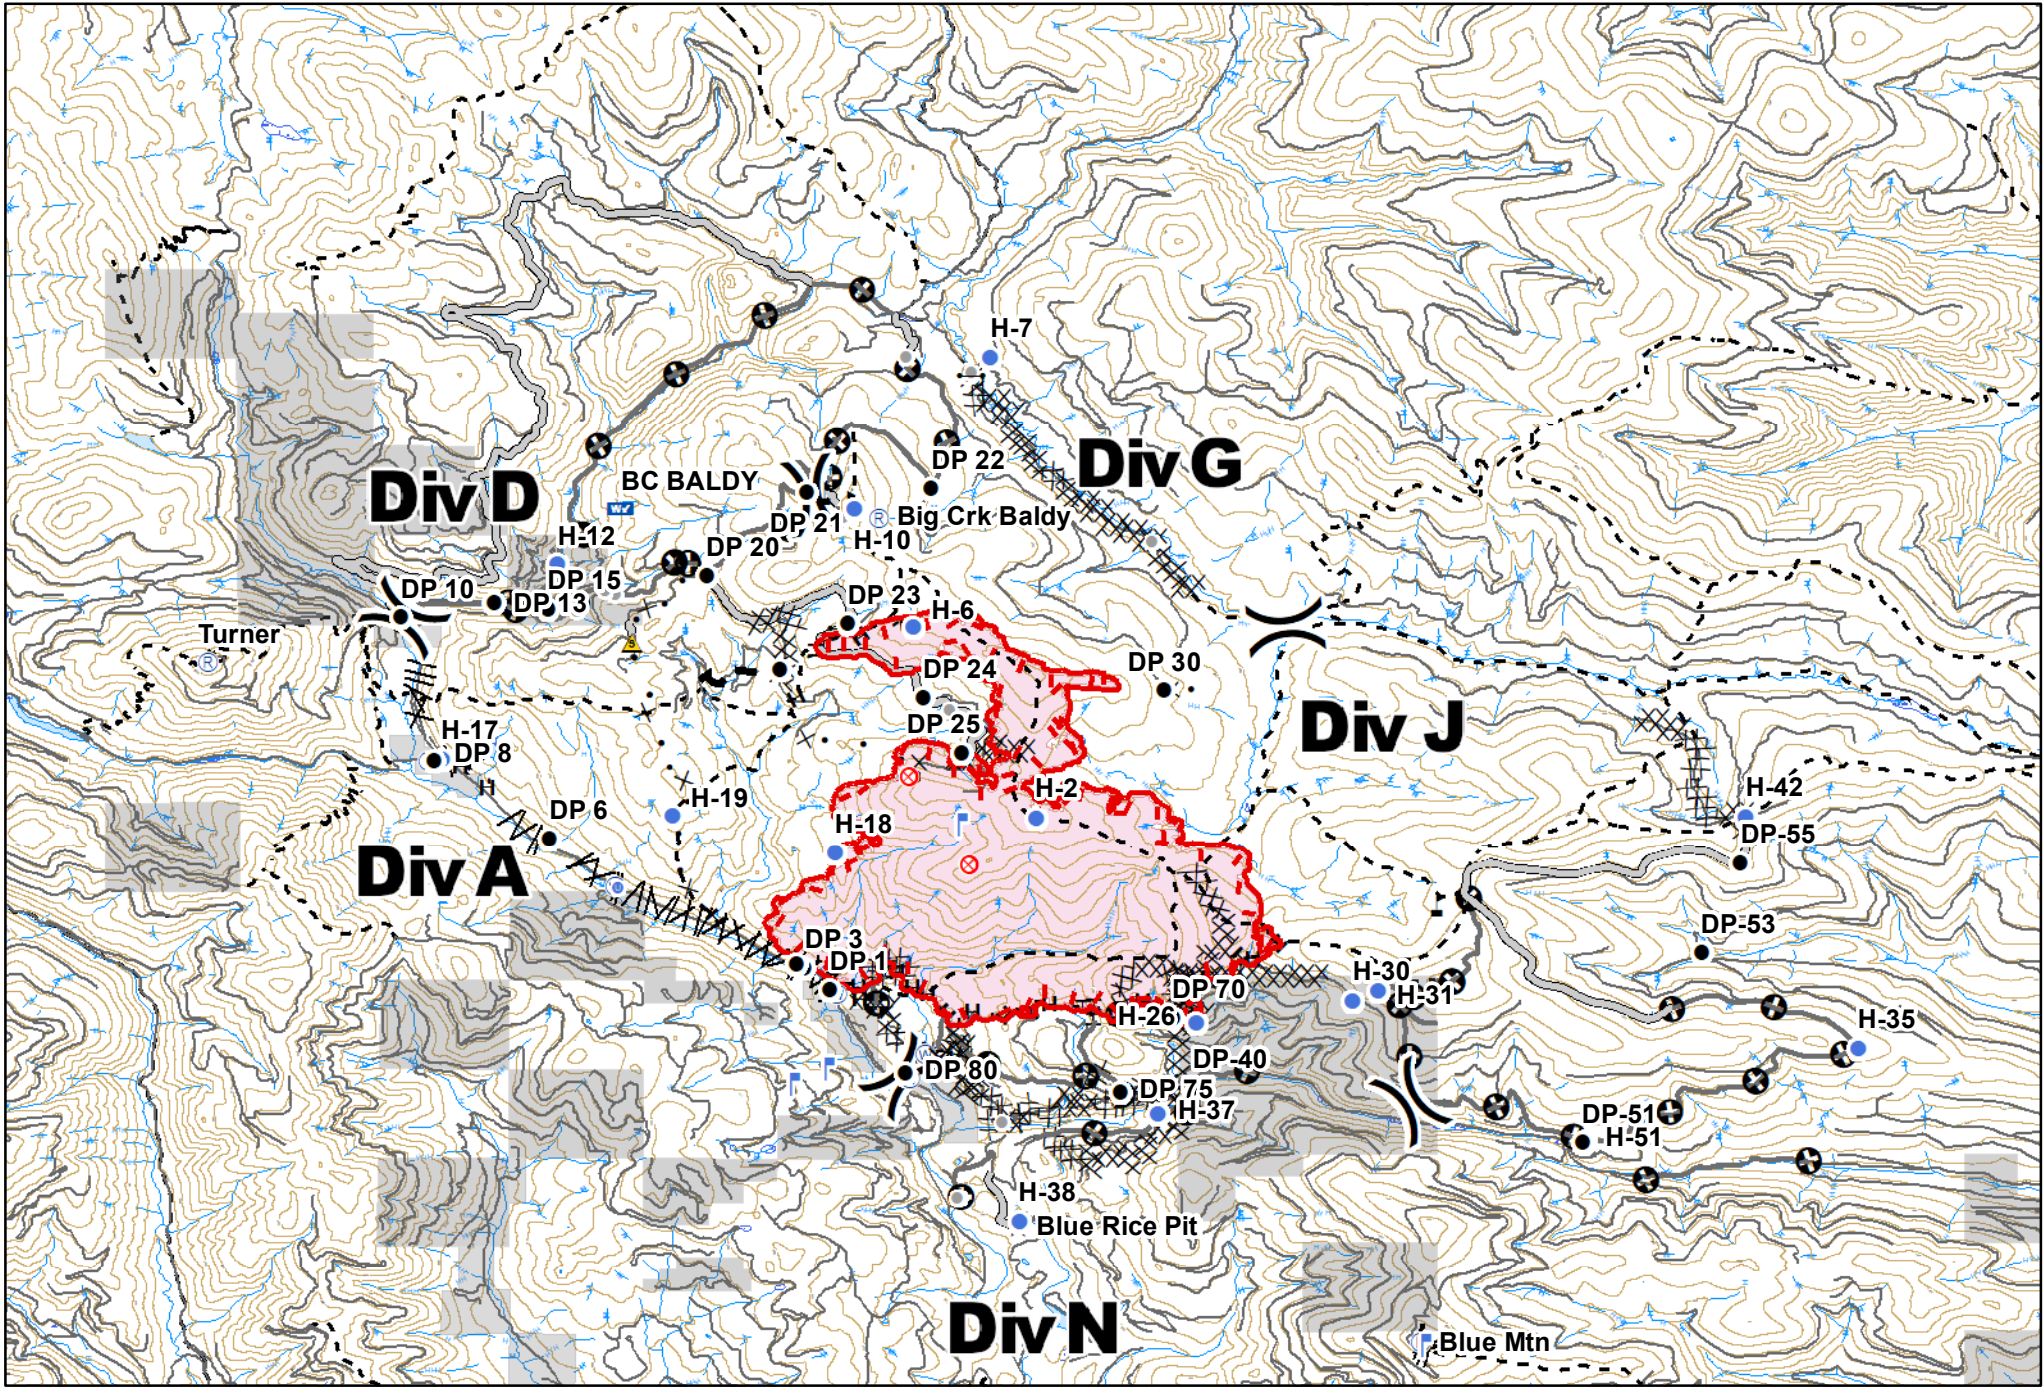 H-7
Div G
DP 22
BC BALDY
Div D
DP 21
Big Crk Baldy
H-12
H-10
DP 20
DP 15
DP 10
DP 13
DP 23
H-6
Turner
DP 24
DP 30
DP 25
Div J
H-17
DP 8
H-2
H-42
H-19
DP 6
H-18
DP-55
Div A
DP-53
DP 3
DP 1
H-30
DP 70
H-31
H-26
H-35
DP-40
DP 80
DP 75
H-37
DP-51
H-51
H-38
Blue Rice Pit
Div N
Blue Mtn